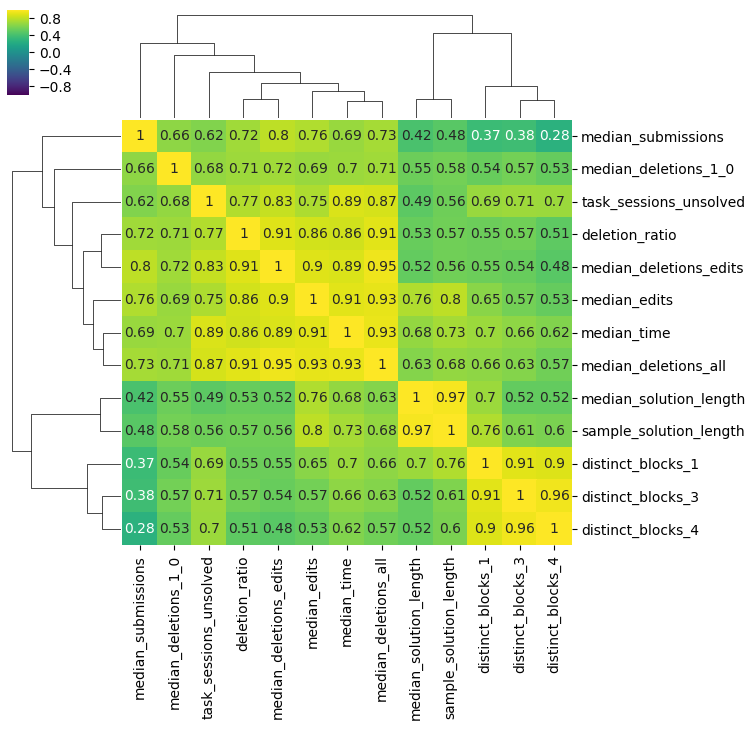 0.8
0.4
0.0
−0.4
−0.8
1 0.66 0.62 0.72 0.8 0.76 0.69 0.73 0.42 0.48 0.37 0.38 0.28 median_submissions
0.66 1 0.68 0.71 0.72 0.69 0.7 0.71 0.55 0.58 0.54 0.57 0.53 median_deletions_1_0
0.62 0.68 1 0.77 0.83 0.75 0.89 0.87 0.49 0.56 0.69 0.71 0.7 task_sessions_unsolved
0.72 0.71 0.77 1 0.91 0.86 0.86 0.91 0.53 0.57 0.55 0.57 0.51 deletion_ratio
0.8 0.72 0.83 0.91 1 0.9 0.89 0.95 0.52 0.56 0.55 0.54 0.48 median_deletions_edits
0.76 0.69 0.75 0.86 0.9 1 0.91 0.93 0.76 0.8 0.65 0.57 0.53 median_edits
0.69 0.7 0.89 0.86 0.89 0.91 1 0.93 0.68 0.73 0.7 0.66 0.62 median_time
0.73 0.71 0.87 0.91 0.95 0.93 0.93 1 0.63 0.68 0.66 0.63 0.57 median_deletions_all
0.42 0.55 0.49 0.53 0.52 0.76 0.68 0.63 1 0.97 0.7 0.52 0.52 median_solution_length
0.48 0.58 0.56 0.57 0.56 0.8 0.73 0.68 0.97 1 0.76 0.61 0.6 sample_solution_length
0.37 0.54 0.69 0.55 0.55 0.65 0.7 0.66 0.7 0.76 1 0.91 0.9 distinct_blocks_1
0.38 0.57 0.71 0.57 0.54 0.57 0.66 0.63 0.52 0.61 0.91 1 0.96 distinct_blocks_3
0.28 0.53 0.7 0.51 0.48 0.53 0.62 0.57 0.52 0.6 0.9 0.96 1 distinct_blocks_4
median_submissions
median_deletions_1_0
task_sessions_unsolved
deletion_ratio
median_deletions_edits
median_edits
median_time
median_deletions_all
median_solution_length
sample_solution_length
distinct_blocks_1
distinct_blocks_3
distinct_blocks_4